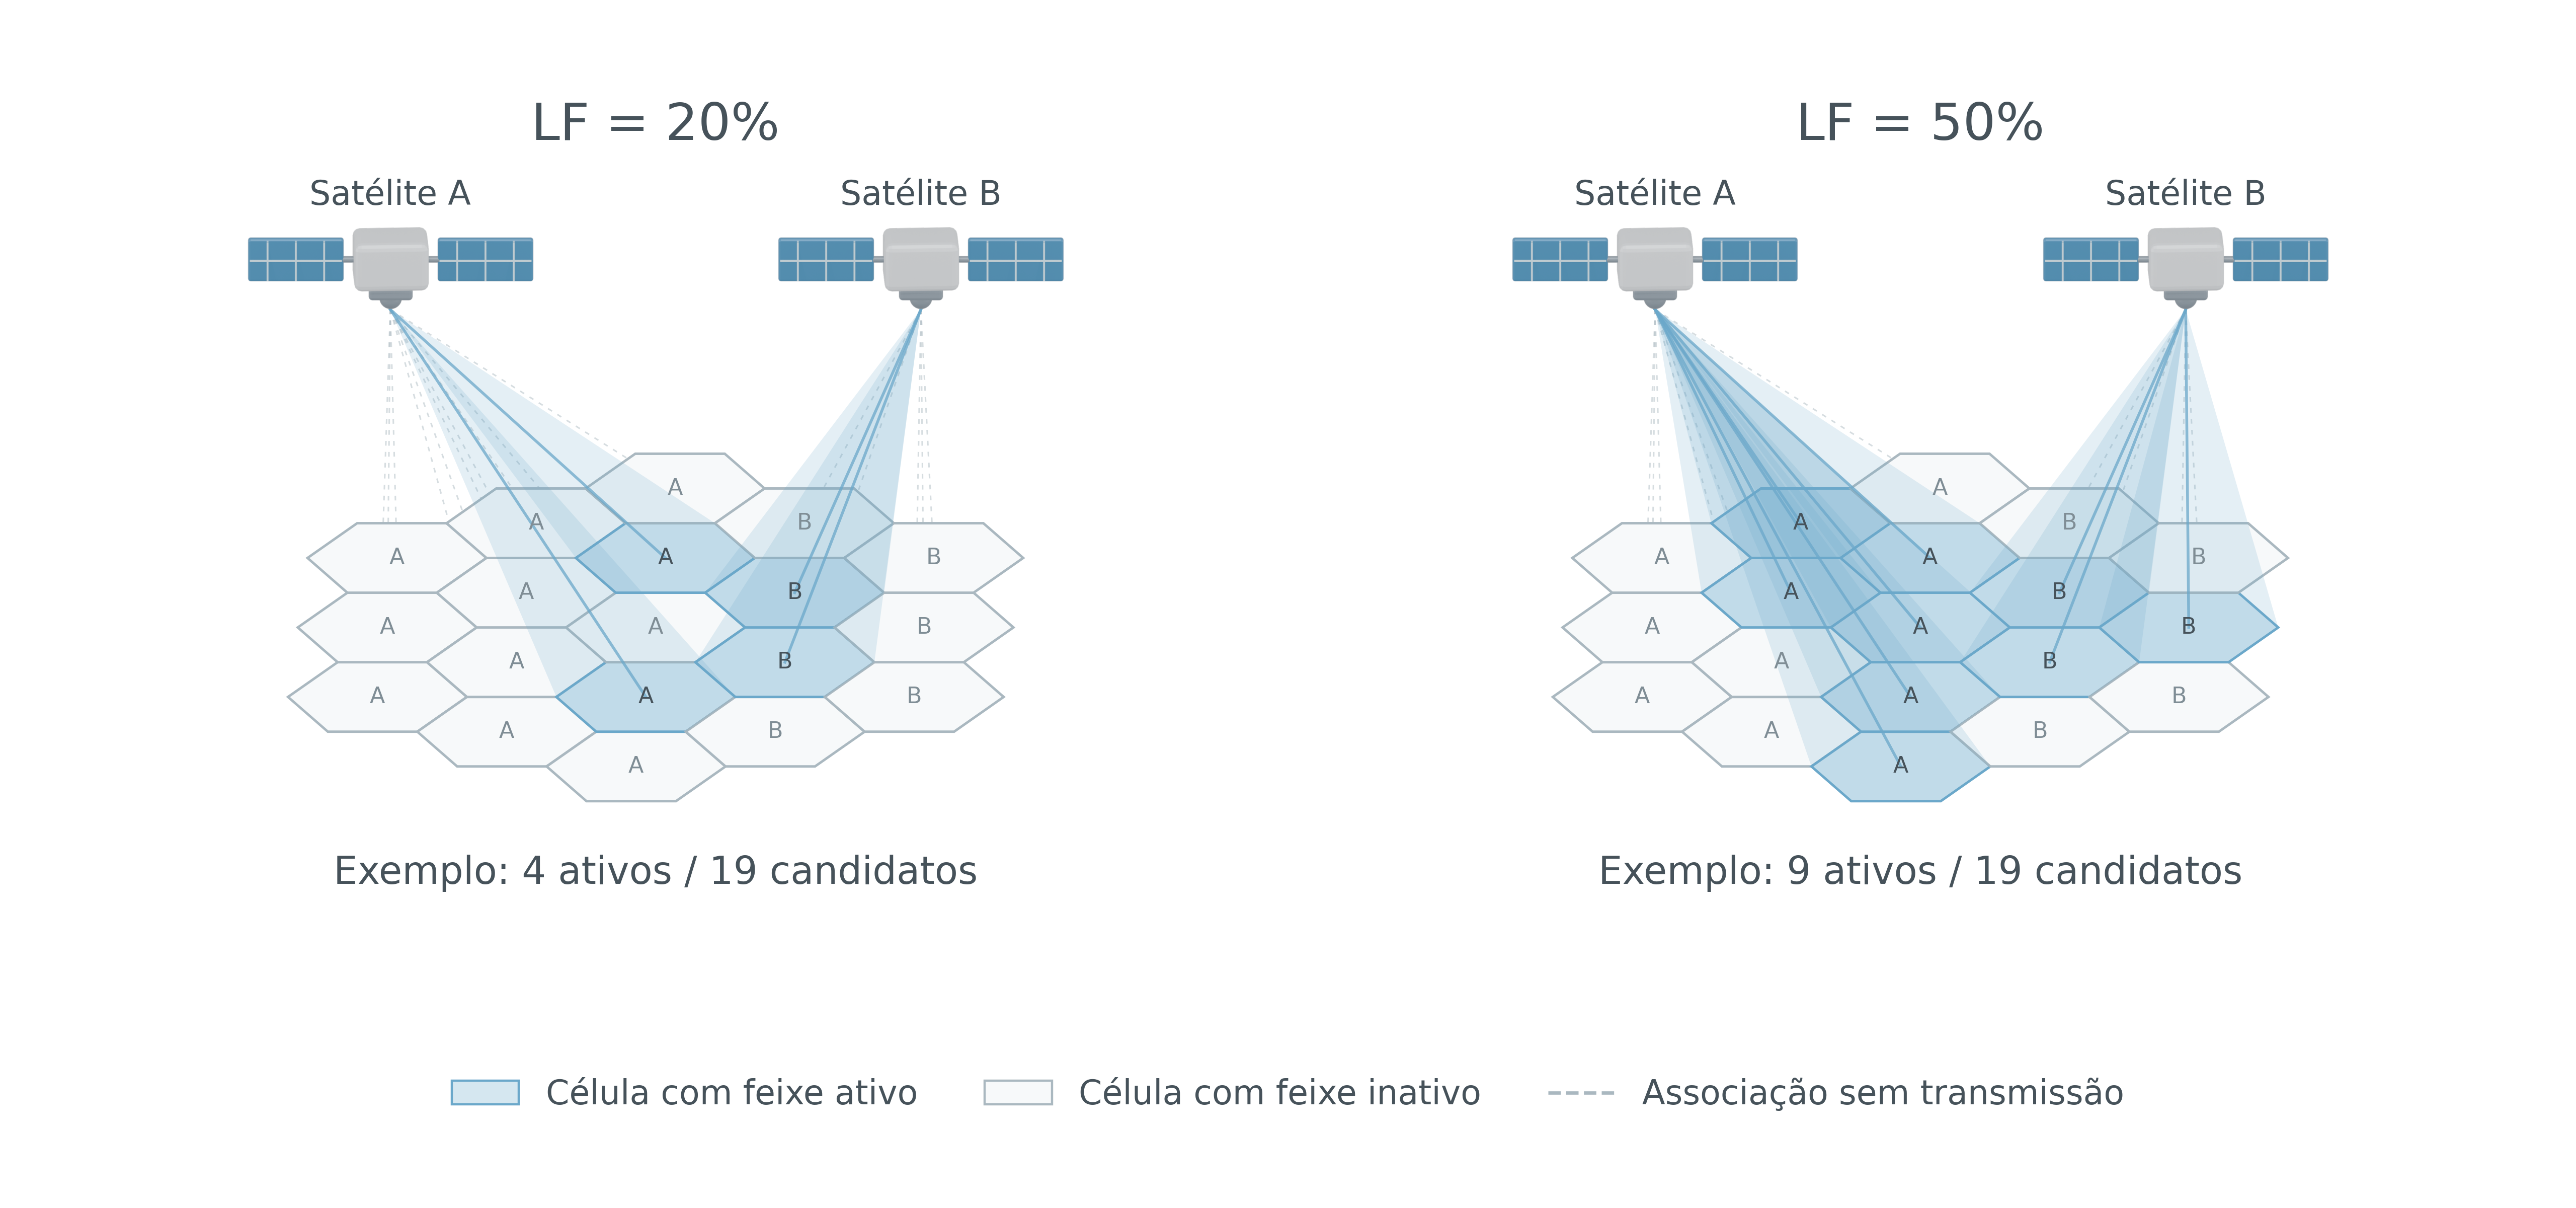 LF = 20%
Satélite A
Satélite B
A
A
B
A
A
B
A
B
A
A
B
A
B
A
A
B
A
B
A
Exemplo: 4 ativos / 19 candidatos
LF = 50%
Satélite A
Satélite B
A
A
B
A
A
B
A
B
A
A
B
A
B
A
A
B
A
B
A
Exemplo: 9 ativos / 19 candidatos
Célula com feixe ativo
Célula com feixe inativo
Associação sem transmissão